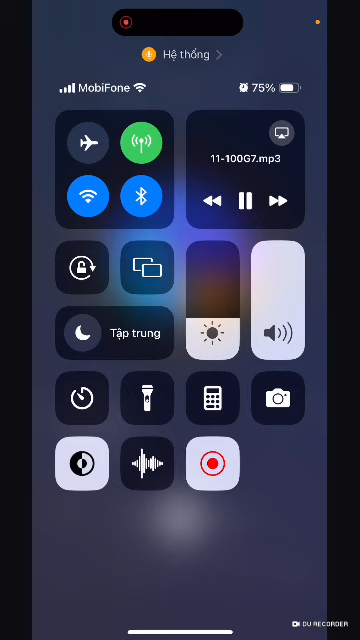 Hệ thống
MobiFone
75%
11-100G7.mp3
Tập trung
DU RECORDER